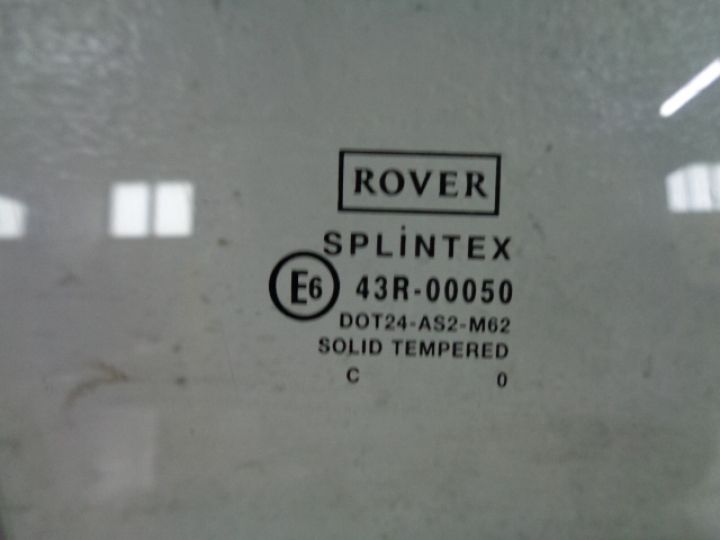 ROVER
SPLiNTEX
E6 43R-00050
DOT24-AS2-M62
SOLID TEMPERED
C 0